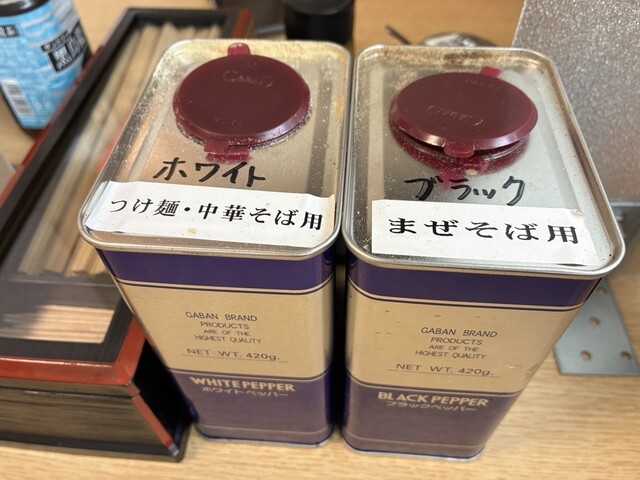 GABAN
ホワイト
つけ麺・中華そば用
GABAN BRAND
PRODUCTS
ARE OF THE
HIGHEST QUALITY
NET WT. 420g.
WHITE PEPPER
ホワイトペッパー
ブラック
まぜそば用
GABAN BRAND
PRODUCTS
ARE OF THE
HIGHEST QUALITY
NET WT. 420g.
BLACK PEPPER
ブラックペッパー